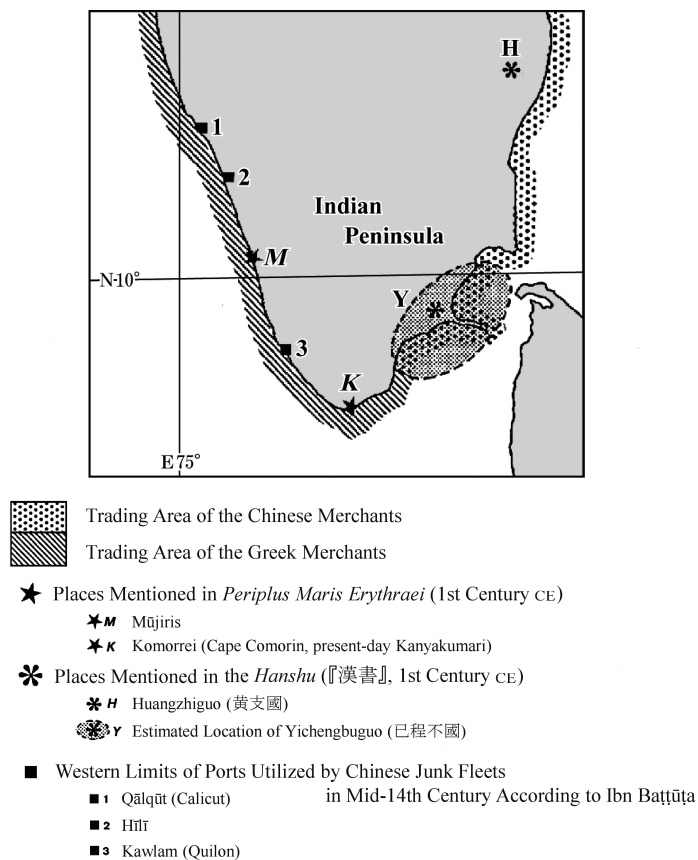 H
1
2
Indian
Peninsula
M
N-10°
Y
3
K
E 75°
Trading Area of the Chinese Merchants
Trading Area of the Greek Merchants
Places Mentioned in Periplus Maris Erythraei (1st Century CE)
M Mūjiris
K Komorrei (Cape Comorin, present-day Kanyakumari)
Places Mentioned in the Hanshu (『漢書』, 1st Century CE)
H Huangzhiguo (黄支國)
Y Estimated Location of Yichengbuguo (已程不國)
Western Limits of Ports Utilized by Chinese Junk Fleets
in Mid-14th Century According to Ibn Baṭṭūṭa
1 Qālqūt (Calicut)
2 Hīlī
3 Kawlam (Quilon)